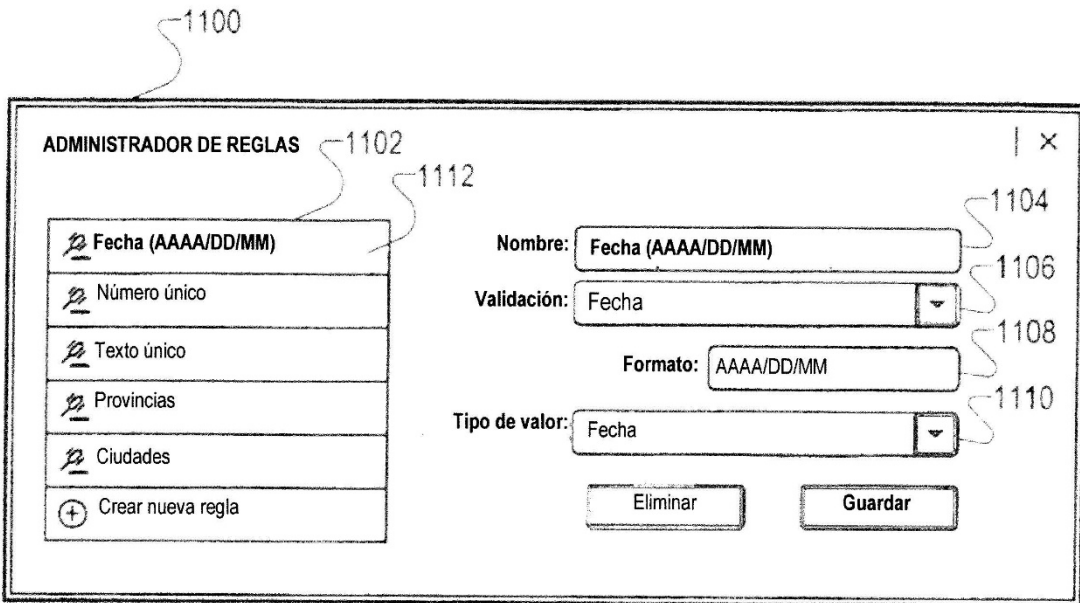 1100
ADMINISTRADOR DE REGLAS
1102
1112
Fecha (AAAA/DD/MM)
Número único
Texto único
Provincias
Ciudades
Crear nueva regla
Nombre: Fecha (AAAA/DD/MM)
1104
Validación: Fecha
1106
Formato: AAAA/DD/MM
1108
Tipo de valor: Fecha
1110
Eliminar
Guardar